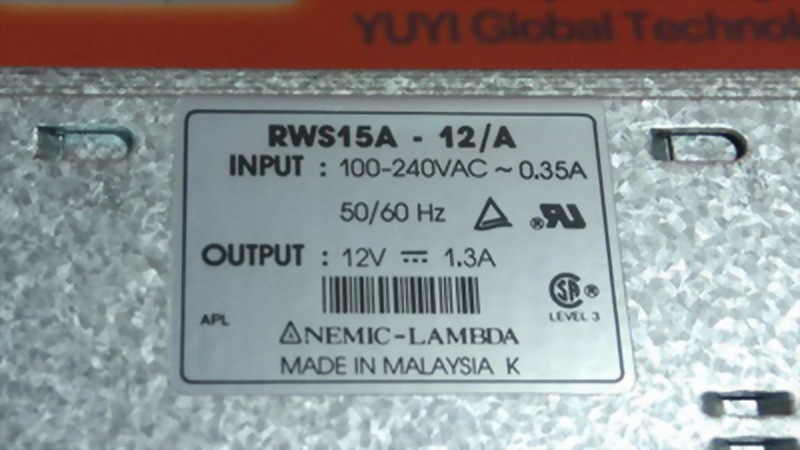 YUYI Global Technolo
RWS15A - 12/A
INPUT : 100-240VAC ~ 0.35A
50/60 Hz
OUTPUT : 12V ⎓ 1.3A
APL
LEVEL 3
NEMIC-LAMBDA
MADE IN MALAYSIA K